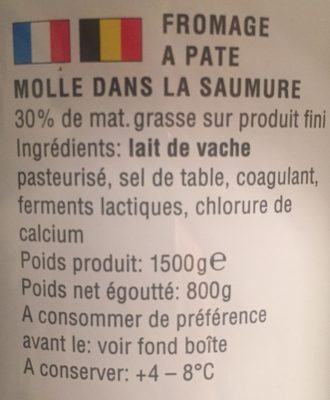 FROMAGE
A PATE
MOLLE DANS LA SAUMURE
30% de mat. grasse sur produit fini
Ingrédients: lait de vache
pasteurisé, sel de table, coagulant,
ferments lactiques, chlorure de
calcium
Poids produit: 1500g℮
Poids net égoutté: 800g
A consommer de préférence
avant le: voir fond boîte
A conserver: +4 – 8°C